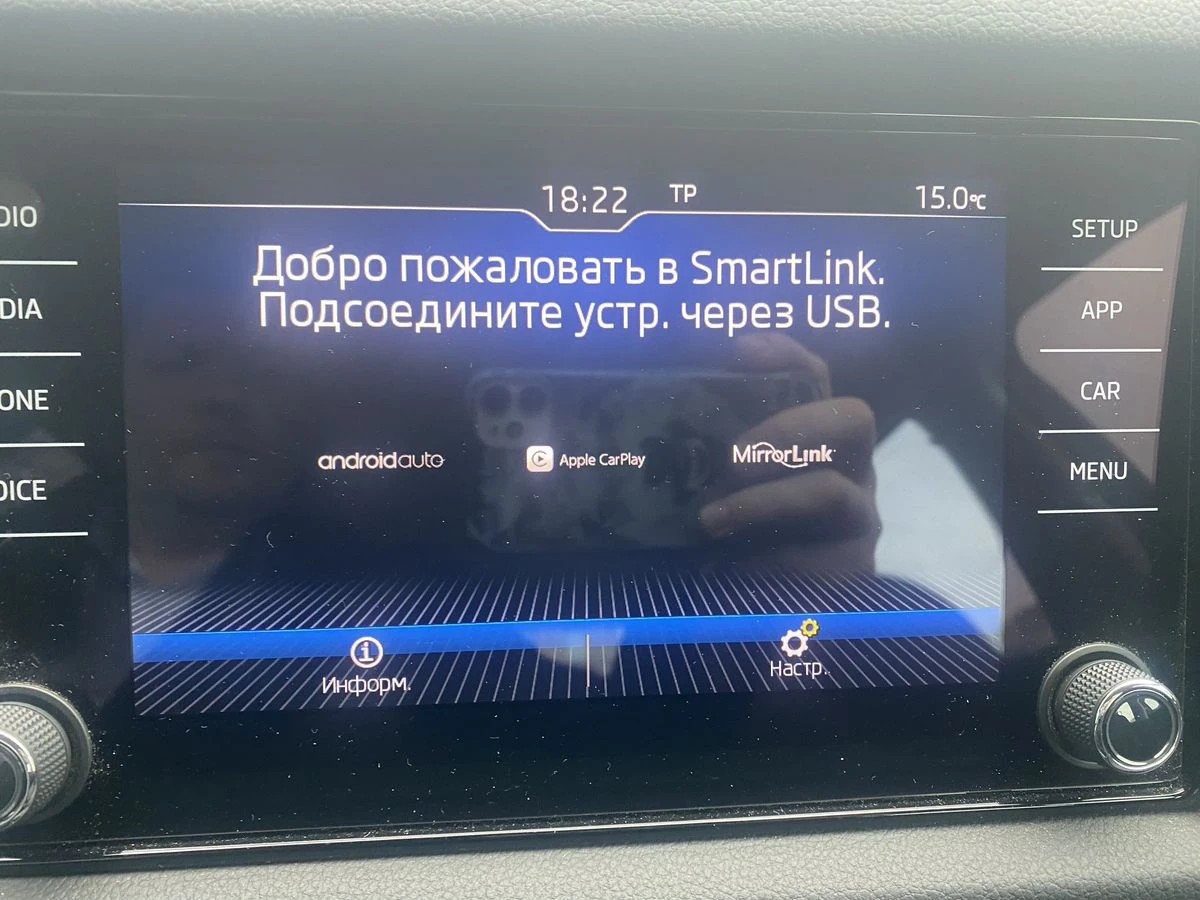 18:22 TP 15.0°C
Добро пожаловать в SmartLink.
Подсоедините устр. через USB.
androidauto Apple CarPlay MirrorLink
Информ. Настр.
DIO
DIA
ONE
OICE
SETUP
APP
CAR
MENU